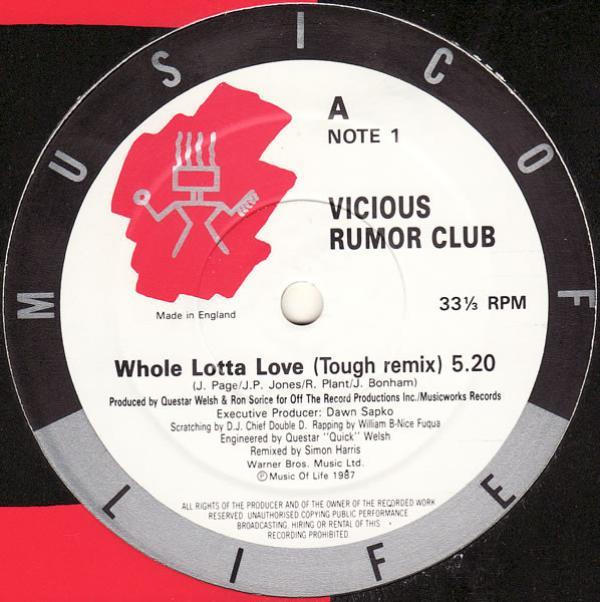 MUSIC OF LIFE
A
NOTE 1
VICIOUS
RUMOR CLUB
Made in England
33⅓ RPM
Whole Lotta Love (Tough remix) 5.20
(J. Page/J.P. Jones/R. Plant/J. Bonham)
Produced by Questar Welsh & Ron Sorice for Off The Record Productions Inc./Musicworks Records
Executive Producer: Dawn Sapko
Scratching by D.J. Chief Double D. Rapping by William B-Nice Fuqua
Engineered by Questar "Quick" Welsh
Remixed by Simon Harris
Warner Bros. Music Ltd.
Ⓟ Music Of Life 1987
ALL RIGHTS OF THE PRODUCER AND OF THE OWNER OF THE RECORDED WORK
RESERVED. UNAUTHORISED COPYING PUBLIC PERFORMANCE
BROADCASTING, HIRING OR RENTAL OF THIS
RECORDING PROHIBITED.